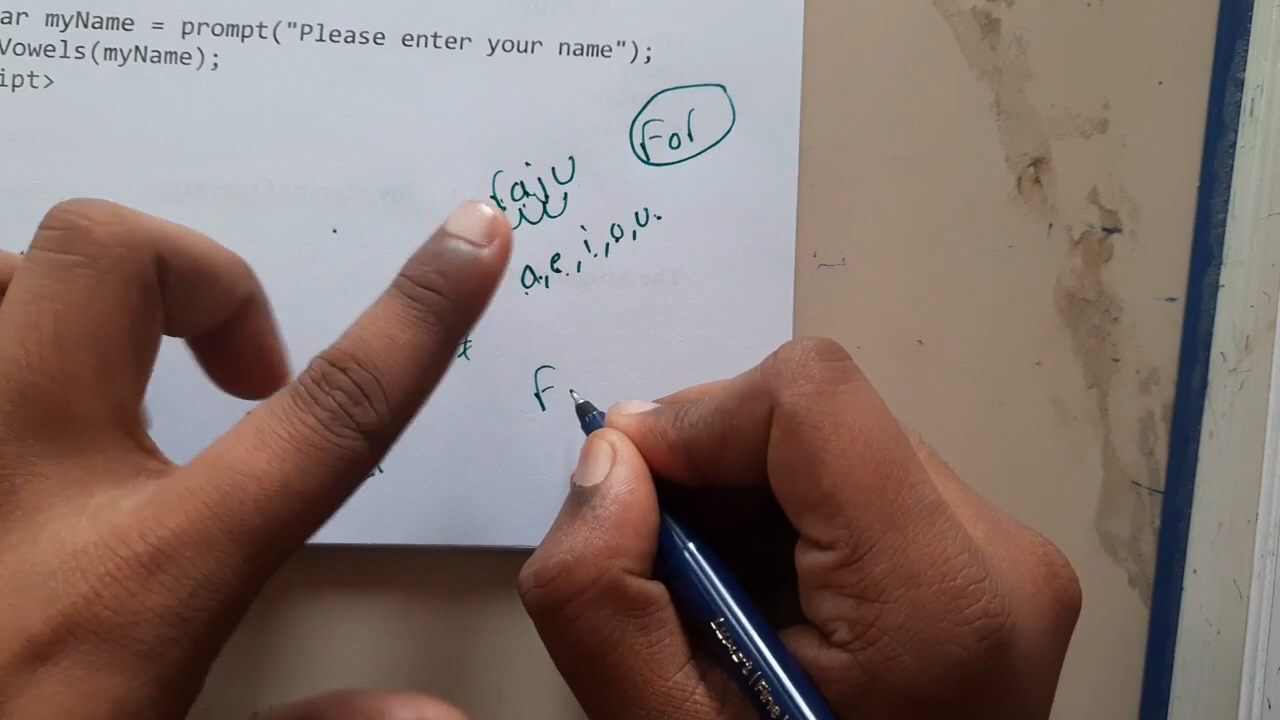 ar myName = prompt("Please enter your name");
Vowels(myName);
ipt>
For
raju
a, e, i, o, u.
F